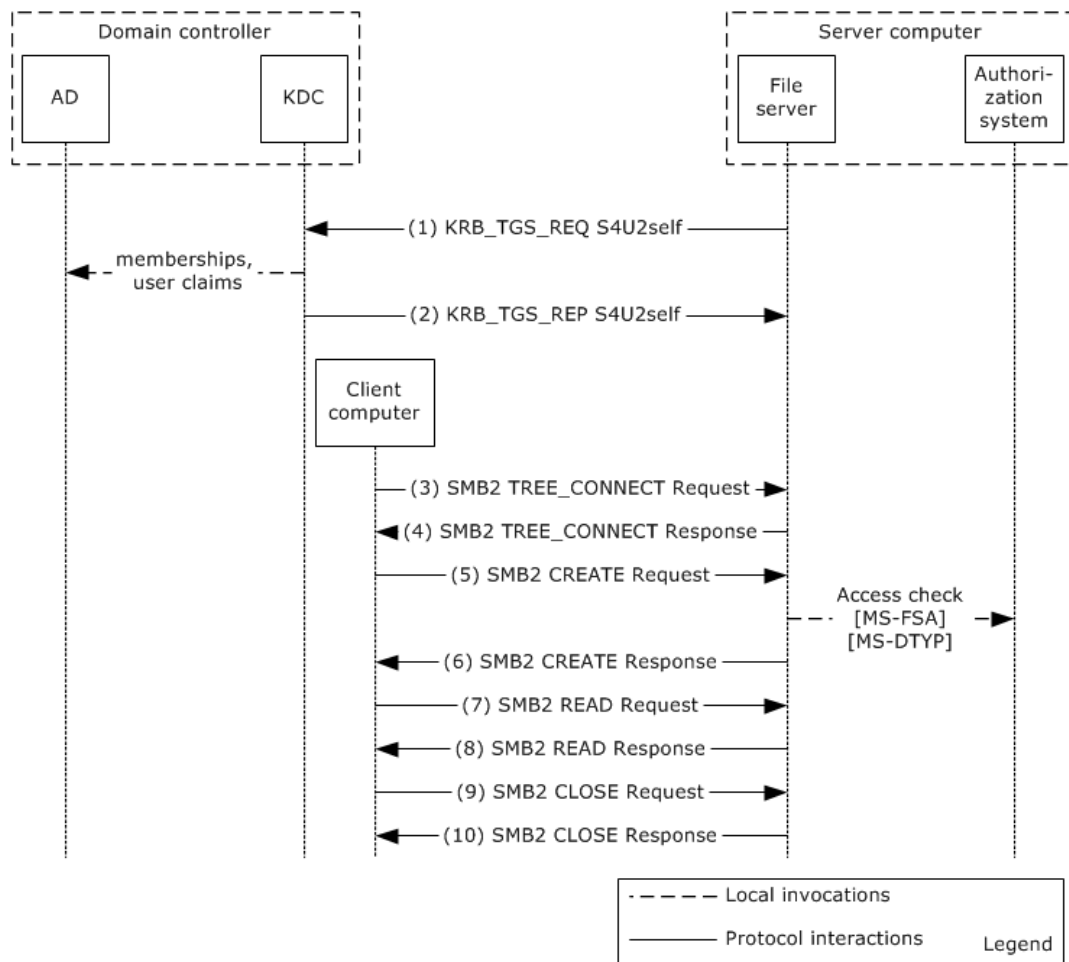 Domain controller
Server computer
AD
KDC
File
server
Authori-
zation
system
(1) KRB_TGS_REQ S4U2self
memberships,
user claims
(2) KRB_TGS_REP S4U2self
Client
computer
(3) SMB2 TREE_CONNECT Request
(4) SMB2 TREE_CONNECT Response
(5) SMB2 CREATE Request
Access check
[MS-FSA]
[MS-DTYP]
(6) SMB2 CREATE Response
(7) SMB2 READ Request
(8) SMB2 READ Response
(9) SMB2 CLOSE Request
(10) SMB2 CLOSE Response
Local invocations
Protocol interactions
Legend